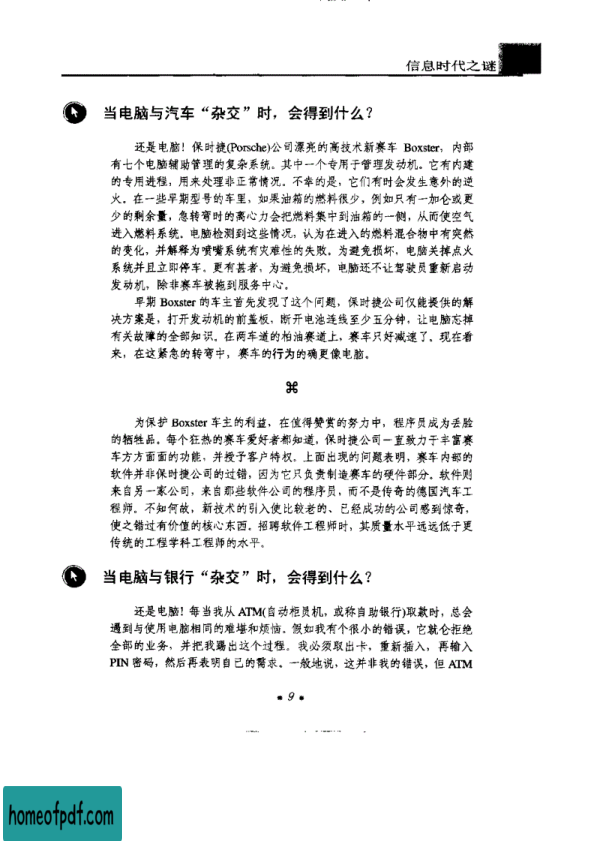 信息时代之谜
当电脑与汽车“杂交”时，会得到什么？
还是电脑！保时捷(Porsche)公司漂亮的高技术新赛车 Boxster，内部
有七个电脑辅助管理的复杂系统。其中一个专用于管理发动机。它有内建
的专用进程，用来处理非正常情况。不幸的是，它们有时会发生意外的逆
火。在一些早期型号的车里，如果油箱的燃料很少，例如只有一加仑或更
少的剩余量，急转弯时的离心力会把燃料集中到油箱的一侧，从而使空气
进入燃料系统。电脑检测到这些情况，认为在进入的燃料混合物中有突然
的变化，并解释为喷嘴系统有灾难性的失败。为避免损坏，电脑关掉点火
系统并且立即停车。更有甚者，为避免损坏，电脑还不让驾驶员重新启动
发动机，除非赛车被拖到服务中心。
早期 Boxster 的车主首先发现了这个问题，保时捷公司仅能提供的解
决方案是，打开发动机的前盖板，断开电池连线至少五分钟，让电脑忘掉
有关故障的全部知识。在两车道的柏油赛道上，赛车只好减速了。现在看
来，在这紧急的转弯中，赛车的行为的确更像电脑。
⌘
为保护 Boxster 车主的利益，在值得赞赏的努力中，程序员成为丢脸
的牺牲品。每个狂热的赛车爱好者都知道，保时捷公司一直致力于丰富赛
车方方面面的功能，并授予客户特权。上面出现的问题表明，赛车内部的
软件并非保时捷公司的过错，因为它只负责制造赛车的硬件部分。软件则
来自另一家公司，来自那些软件公司的程序员，而不是传奇的德国汽车工
程师。不知何故，新技术的引入使比较老的、已经成功的公司感到惊奇，
使之错过有价值的核心东西。招聘软件工程师时，其质量水平远远低于更
传统的工程学科工程师的水平。
当电脑与银行“杂交”时，会得到什么？
还是电脑！每当我从 ATM(自动柜员机，或称自助银行)取款时，总会
遇到与使用电脑相同的难堪和烦恼。假如我有个很小的错误，它就会拒绝
全部的业务，并把我踢出这个过程。我必须取出卡，重新插入，再输入
PIN 密码，然后再表明自己的需求。一般地说，这并非我的错误，但 ATM
• 9 •
homeofpdf.com